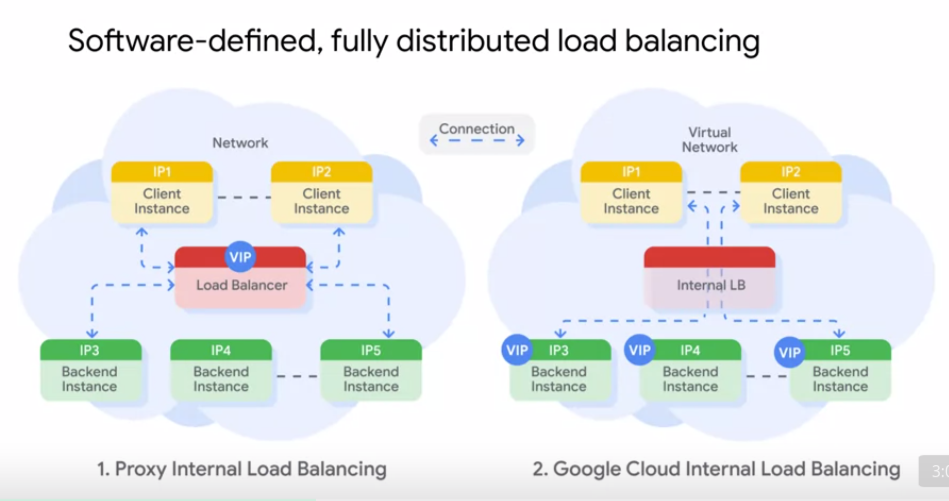 Software-defined, fully distributed load balancing
Network
IP1
Client
Instance
IP2
Client
Instance
VIP
Load Balancer
IP3
Backend
Instance
IP4
Backend
Instance
IP5
Backend
Instance
1. Proxy Internal Load Balancing
Connection
Virtual
Network
IP1
Client
Instance
IP2
Client
Instance
Internal LB
VIP
IP3
Backend
Instance
VIP
IP4
Backend
Instance
VIP
IP5
Backend
Instance
2. Google Cloud Internal Load Balancing